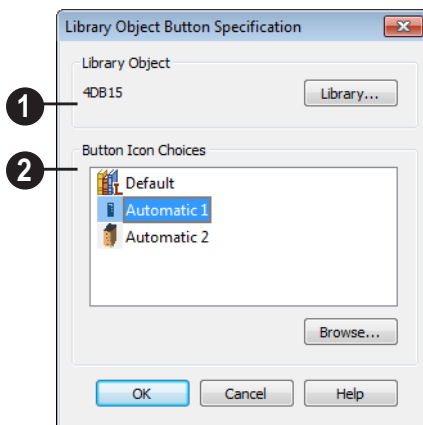 Library Object Button Specification
Library Object
1
4DB15
Library...
Button Icon Choices
2
Default
Automatic 1
Automatic 2
Browse...
OK
Cancel
Help